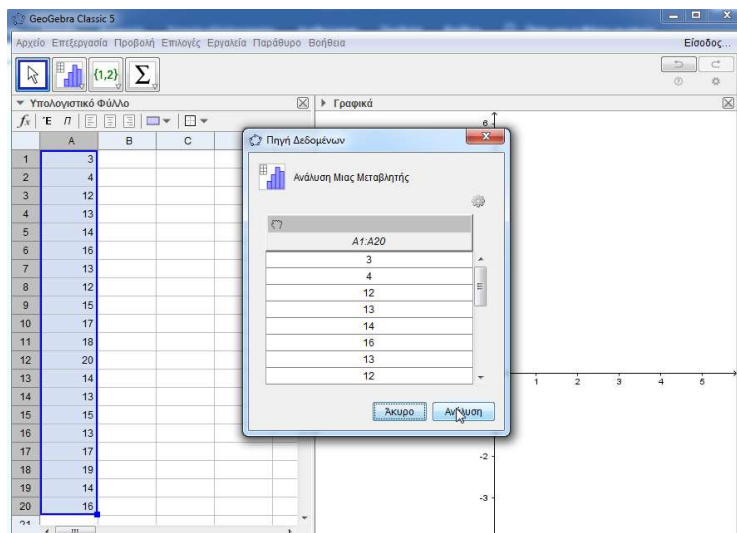 GeoGebra Classic 5
Αρχείο Επεξεργασία Προβολή Επιλογές Εργαλεία Παράθυρο Βοήθεια Είσοδος...
{1,2} Σ
Υπολογιστικό Φύλλο
Γραφικά
fx Έ Π
A B C
1 3
2 4
3 12
4 13
5 14
6 16
7 13
8 12
9 15
10 17
11 18
12 20
13 14
14 13
15 15
16 13
17 17
18 19
19 14
20 16
21
Πηγή Δεδομένων
Ανάλυση Μιας Μεταβλητής
A1:A20
3
4
12
13
14
16
13
12
Άκυρο Ανάλυση
6
1 2 3 4 5
-2
-3